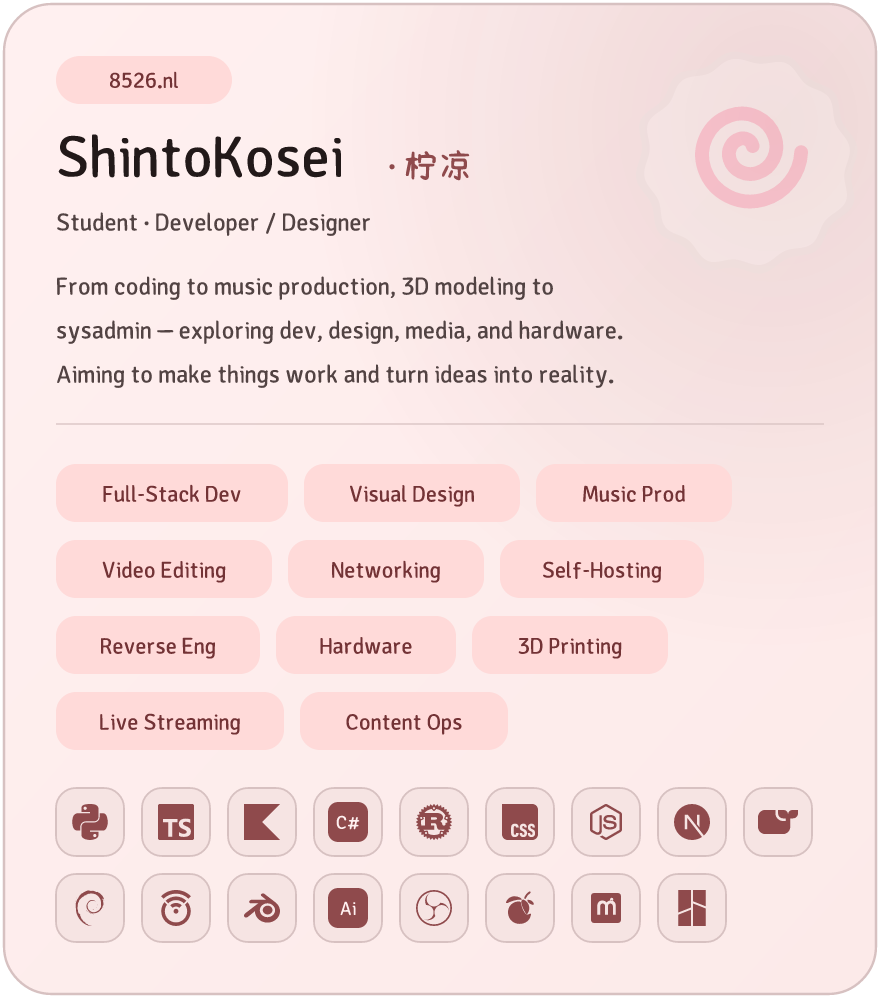 8526.nl
ShintoKosei · 柠凉
Student · Developer / Designer
From coding to music production, 3D modeling to
sysadmin — exploring dev, design, media, and hardware.
Aiming to make things work and turn ideas into reality.
Full-Stack Dev Visual Design Music Prod
Video Editing Networking Self-Hosting
Reverse Eng Hardware 3D Printing
Live Streaming Content Ops
TS C# R CSS JS N
Ai m